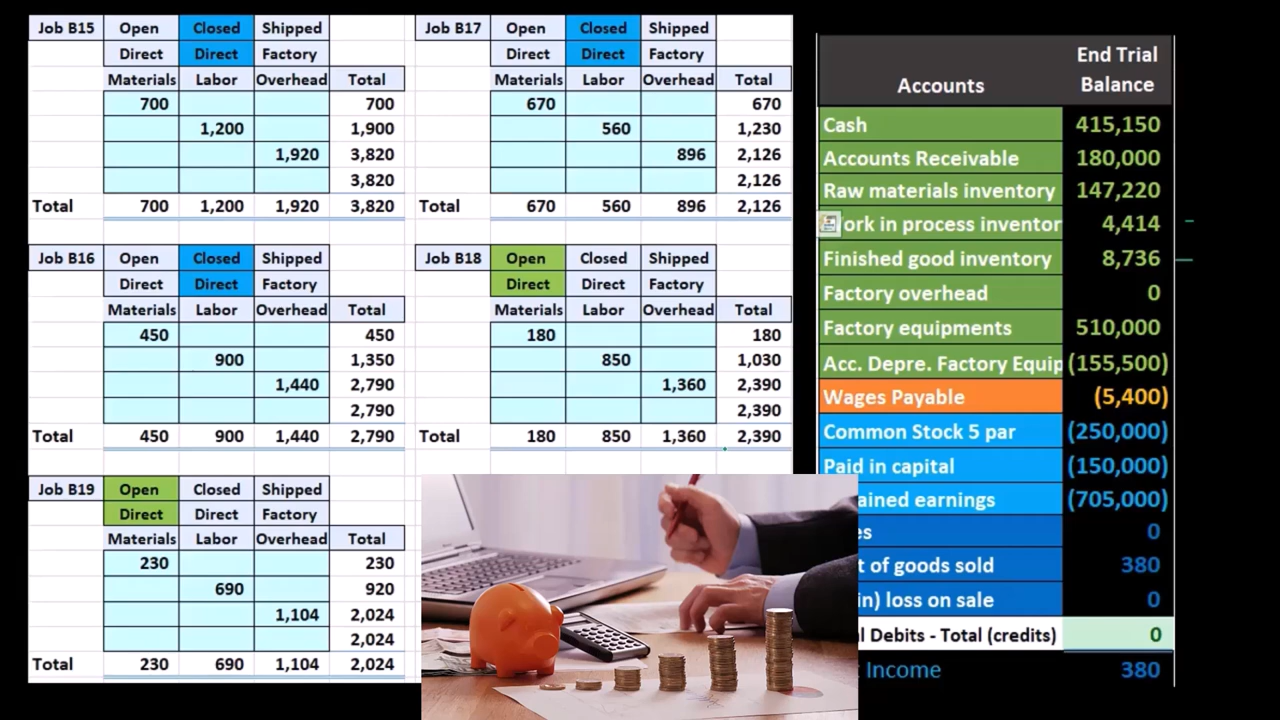 Job B15 Open Closed Shipped
Direct Direct Factory
Materials Labor Overhead Total
700 700
1,200 1,900
1,920 3,820
3,820
Total 700 1,200 1,920 3,820
Job B17 Open Closed Shipped
Direct Direct Factory
Materials Labor Overhead Total
670 670
560 1,230
896 2,126
2,126
Total 670 560 896 2,126
Job B16 Open Closed Shipped
Direct Direct Factory
Materials Labor Overhead Total
450 450
900 1,350
1,440 2,790
2,790
Total 450 900 1,440 2,790
Job B18 Open Closed Shipped
Direct Direct Factory
Materials Labor Overhead Total
180 180
850 1,030
1,360 2,390
2,390
Total 180 850 1,360 2,390
Job B19 Open Closed Shipped
Direct Direct Factory
Materials Labor Overhead Total
230 230
690 920
1,104 2,024
2,024
Total 230 690 1,104 2,024
End Trial
Accounts Balance
Cash 415,150
Accounts Receivable 180,000
Raw materials inventory 147,220
ork in process inventor 4,414
Finished good inventory 8,736
Factory overhead 0
Factory equipments 510,000
Acc. Depre. Factory Equip (155,500)
Wages Payable (5,400)
Common Stock 5 par (250,000)
Paid in capital (150,000)
ained earnings (705,000)
es 0
t of goods sold 380
in) loss on sale 0
l Debits - Total (credits) 0
Income 380